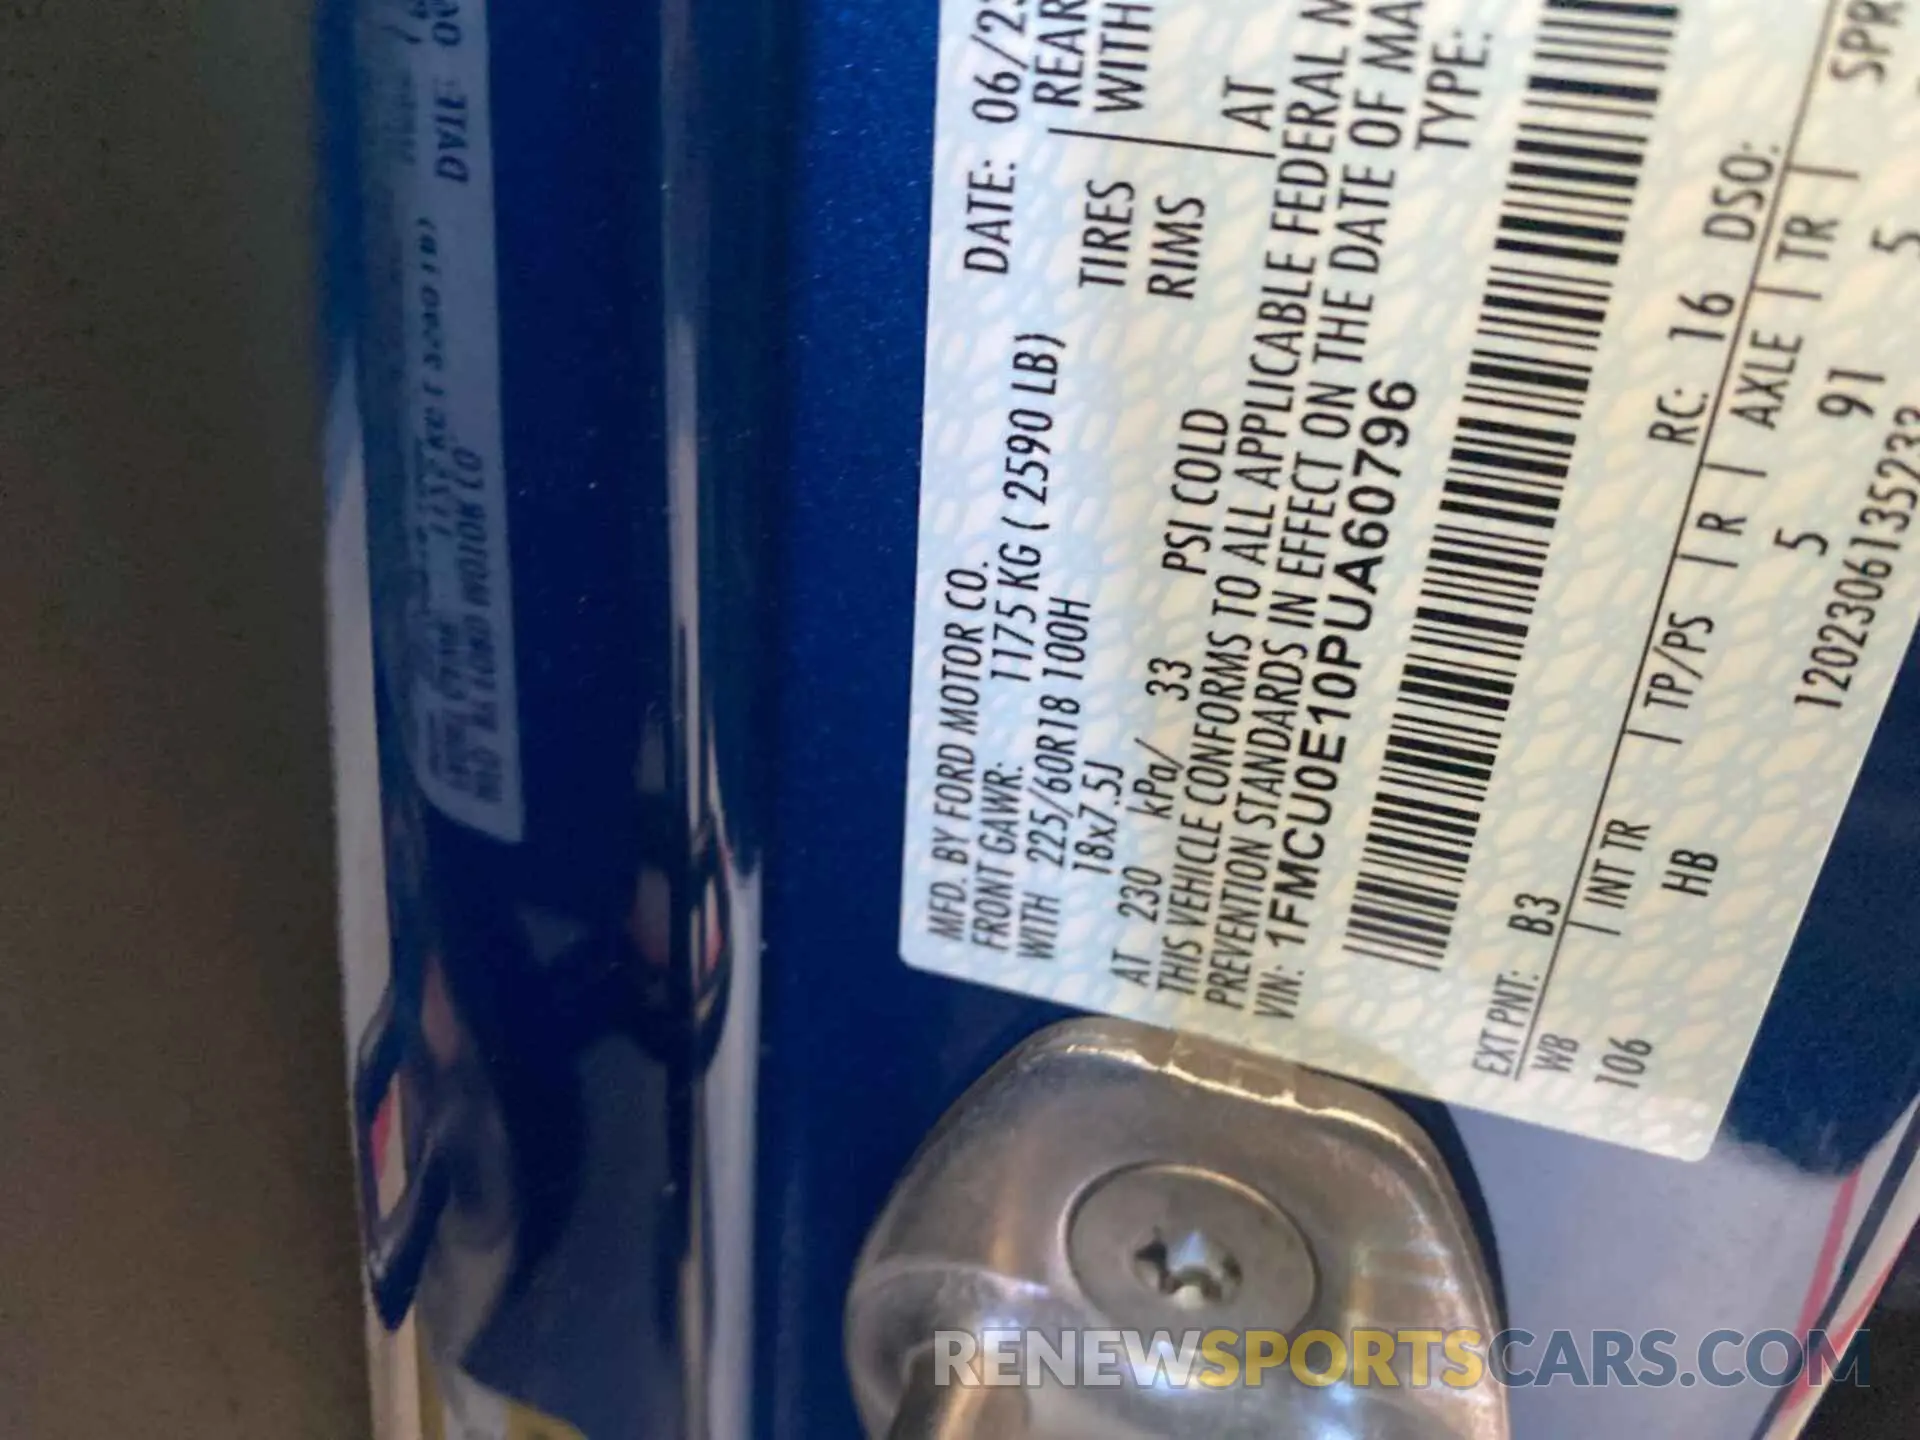 MFD. BY FORD MOTOR CO.
DATE: 06/23
FRONT GAWR: 1175 KG ( 2590 LB)
REAR
WITH 225/60R18 100H
TIRES
WITH
18x7.5J
RIMS
AT 230 kPa/ 33 PSI COLD
AT
THIS VEHICLE CONFORMS TO ALL APPLICABLE FEDERAL M
PREVENTION STANDARDS IN EFFECT ON THE DATE OF MA
VIN: 1FMCU0E10PUA60796
TYPE:
EXT PNT: B3
RC: 16
DSO:
WB | INT TR | TP/PS | R | AXLE | TR | SPR
106 HB 5 91 5
12023061352
RENEWSPORTSCARS.COM